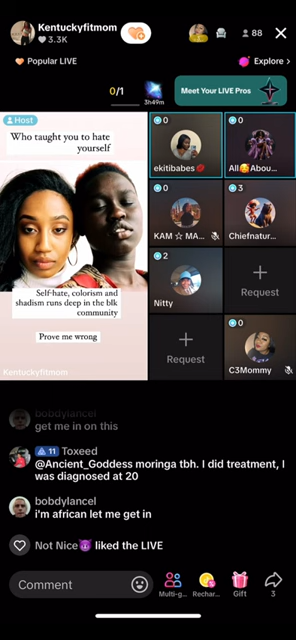 Kentuckyfitmom
3.3K
88
Popular LIVE
Explore >
0/1
3h49m
Meet Your LIVE Pros
Host
Who taught you to hate
yourself
Self-hate, colorism and
shadism runs deep in the blk
community
Prove me wrong
Kentuckyfitmom
0
ekitibabes
0
All🥰Abou...
0
KAM ☆ MA...
3
Chiefnatur...
2
Nitty
Request
Request
0
C3Mommy
bobdylancel
get me in on this
11 Toxeed
@Ancient_Goddess moringa tbh. I did treatment, I
was diagnosed at 20
bobdylancel
i'm african let me get in
Not Nice😈 liked the LIVE
Comment
Multi-g...
Rechar...
Gift
3